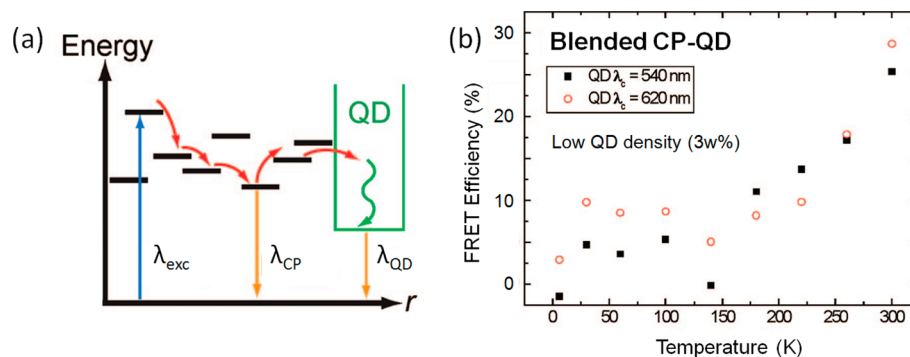 (a)
Energy
QD
λexc
λCP
λQD
r
(b)
Blended CP-QD
QD λc = 540 nm
QD λc = 620 nm
Low QD density (3w%)
FRET Efficiency (%)
30
20
10
0
0 50 100 150 200 250 300
Temperature (K)